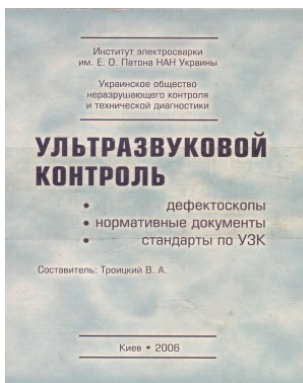 Институт электросварки
им. Е. О. Патона НАН Украины
Украинское общество
неразрушающего контроля
и технической диагностики
УЛЬТРАЗВУКОВОЙ
КОНТРОЛЬ
• дефектоскопы
• нормативные документы
• стандарты по УЗК
Составитель: Троицкий В. А.
Киев • 2006